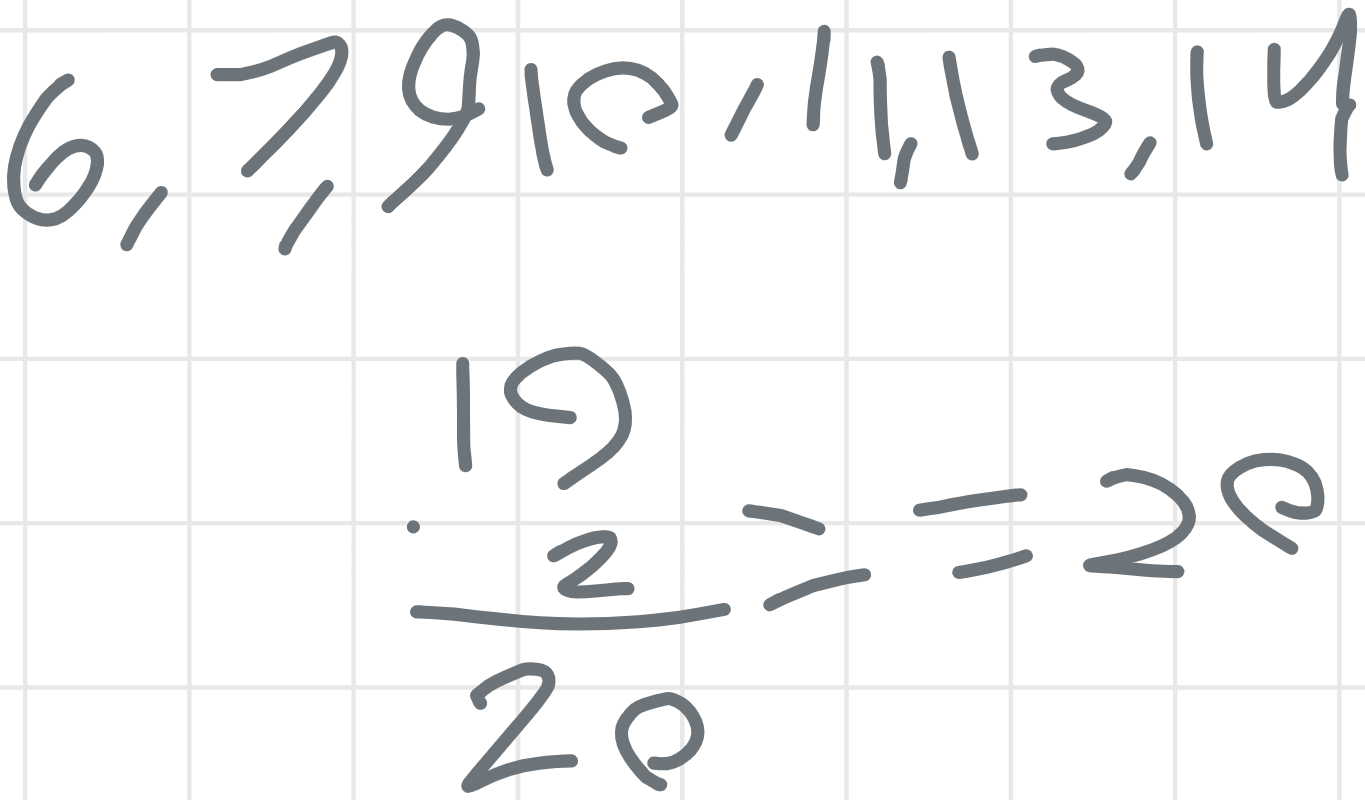 6, 7, 9 10, 11, 13, 14
19
. 2 = = 20
20